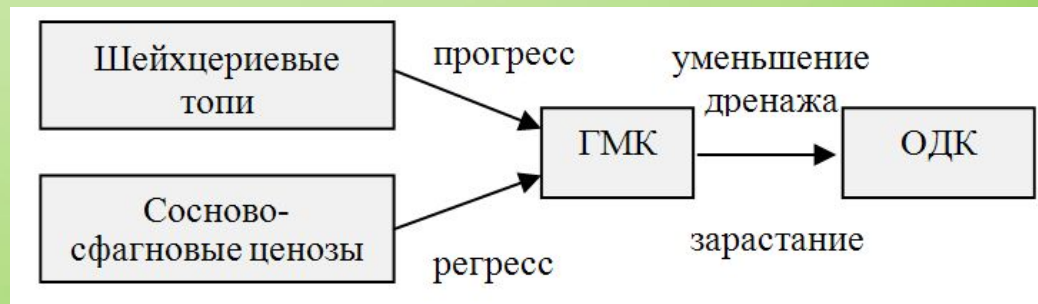 Шейхцериевые
топи
прогресс
Сосново-
сфагновые ценозы
регресс
ГМК
уменьшение
дренажа
зарастание
ОДК